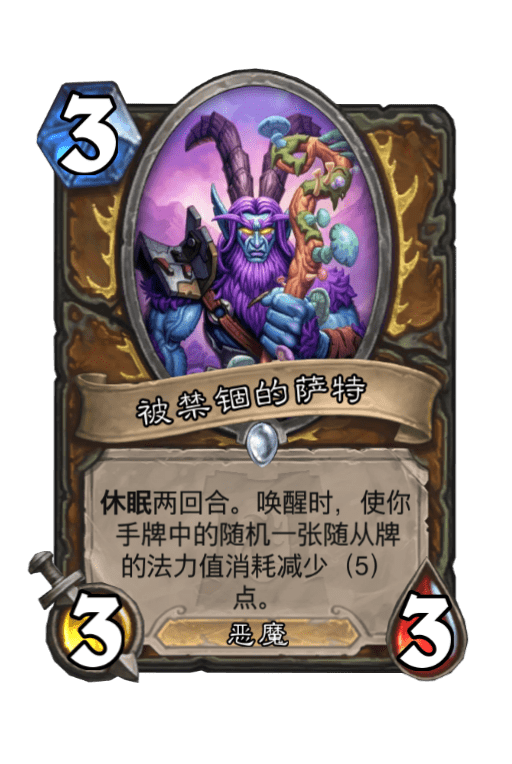 3
被禁锢的萨特
休眠两回合。唤醒时，使你
手牌中的随机一张随从牌
的法力值消耗减少（5）
点。
3
恶魔
3